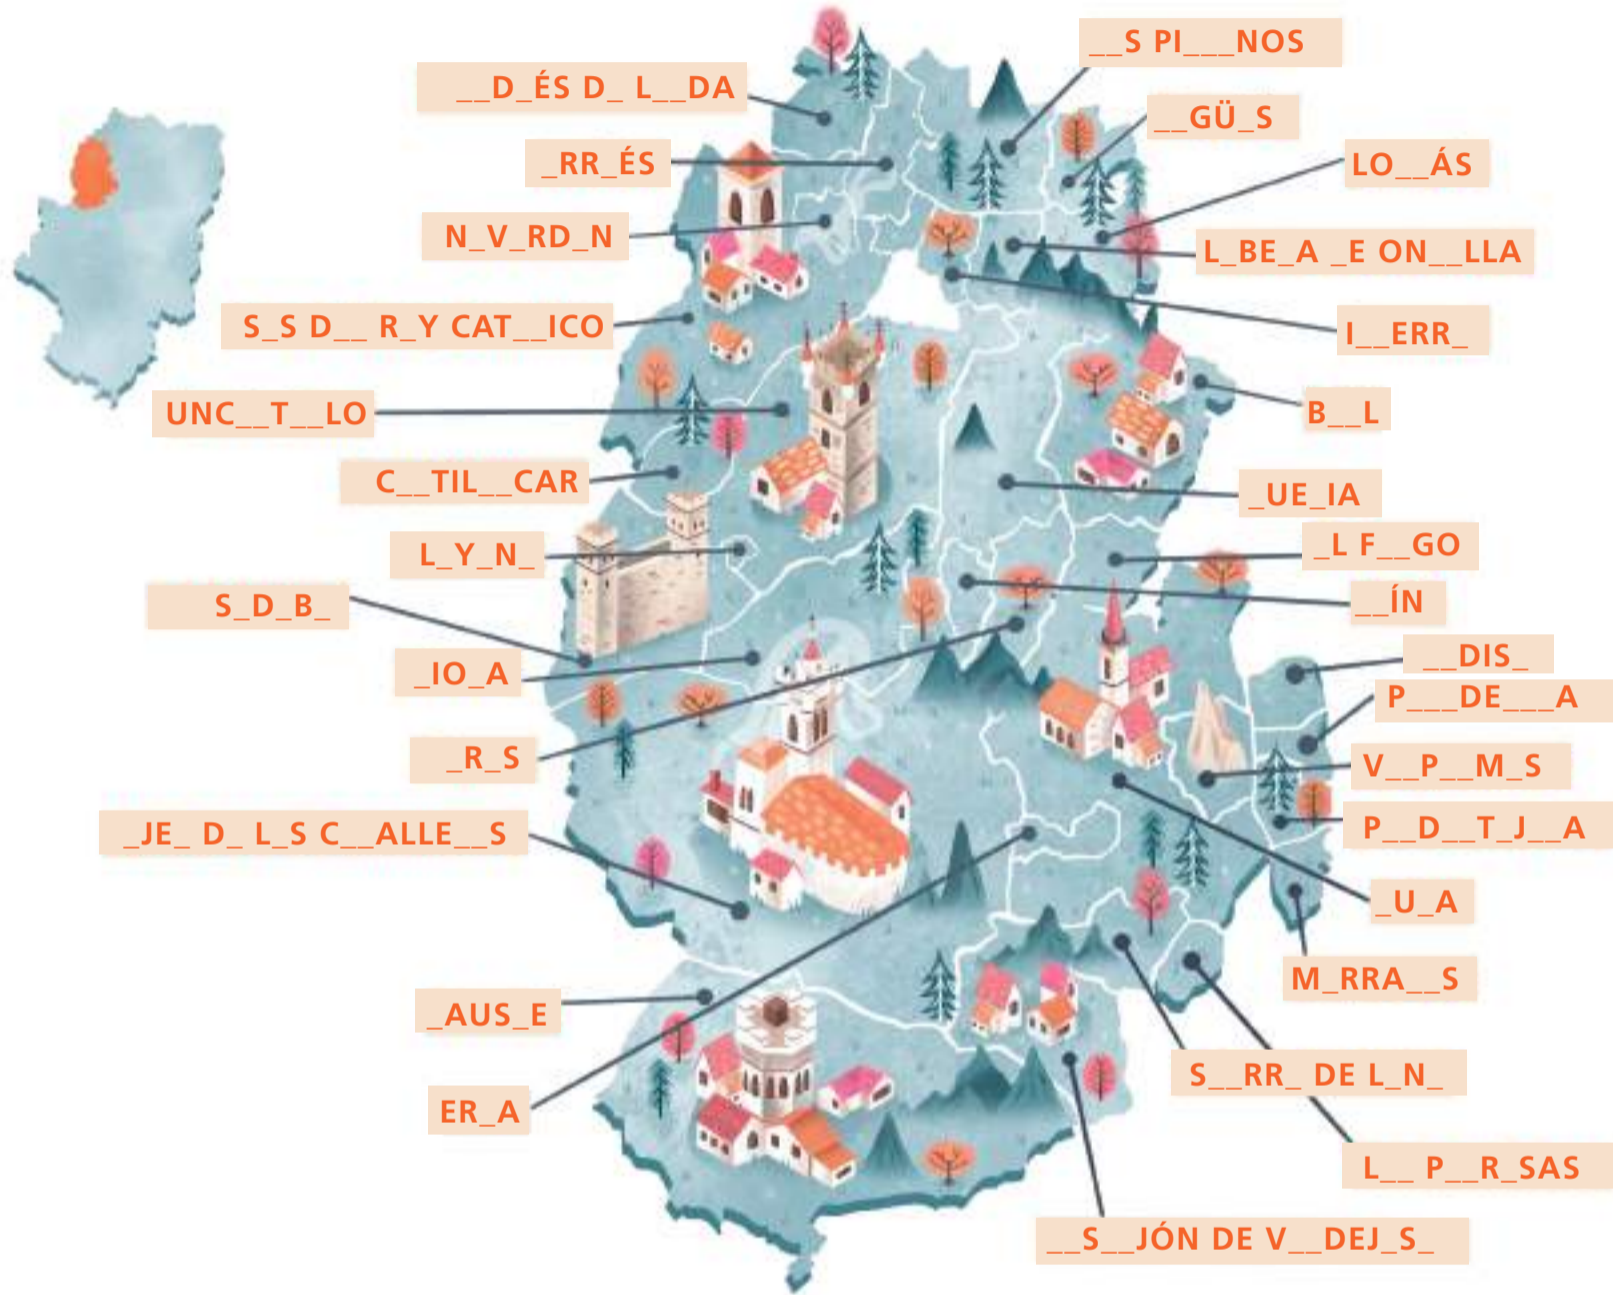 __S PI___NOS
__D_ÉS D_ L__DA
__GÜ_S
_RR_ÉS
LO__ÁS
N_V_RD_N
L_BE_A _E ON__LLA
S_S D__ R_Y CAT__ICO
I__ERR_
UNC__T__LO
B__L
C__TIL__CAR
_UE_IA
L_Y_N_
_L F__GO
S_D_B_
__ÍN
_IO_A
__DIS_
P___DE___A
_R_S
V__P__M_S
_JE_ D_ L_S C__ALLE__S
P__D__T_J__A
_U_A
M_RRA__S
_AUS_E
S__RR_ DE L_N_
ER_A
L__ P__R_SAS
__S__JÓN DE V__DEJ_S_